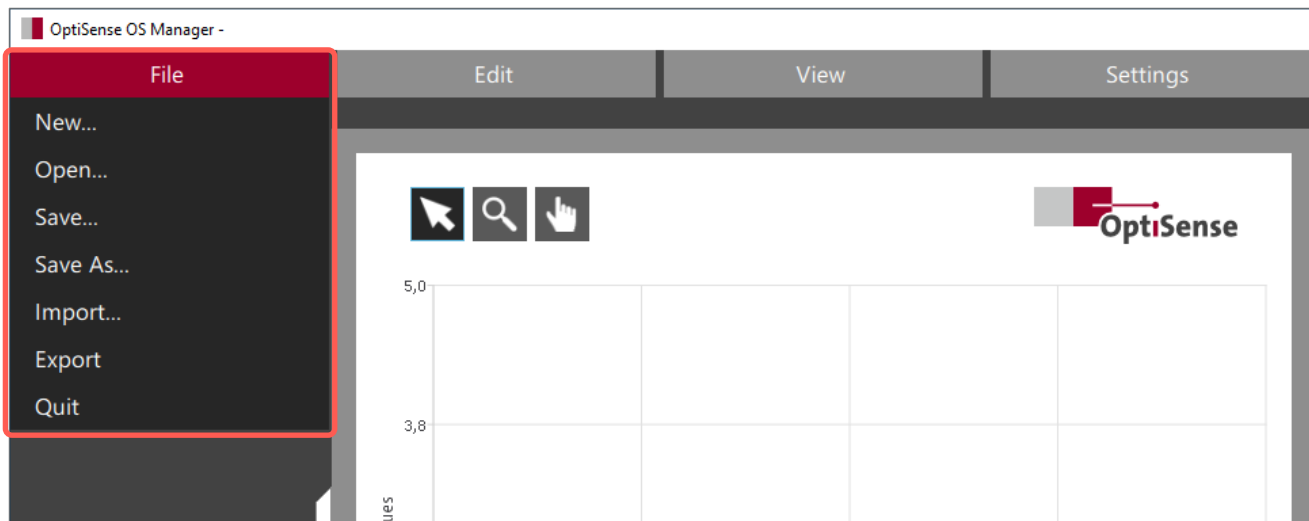 OptiSense OS Manager -
File Edit View Settings
New...
Open...
Save...
Save As...
Import...
Export
Quit
OptiSense
5,0
3,8